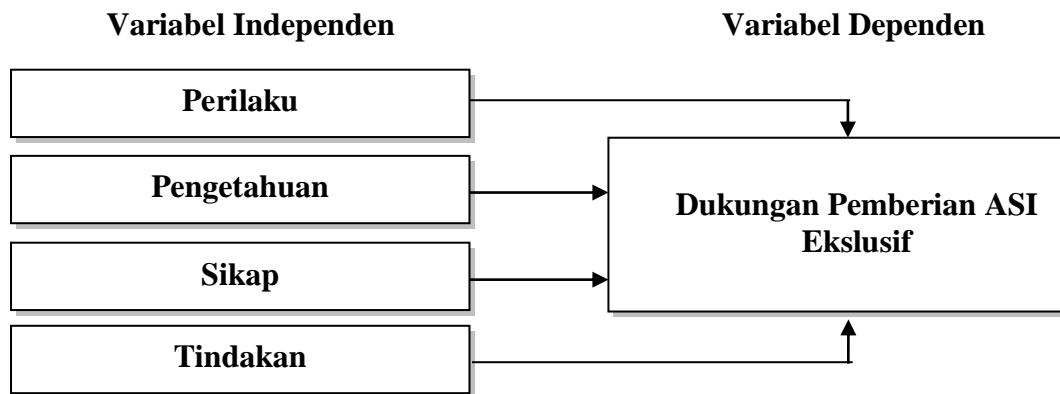 Variabel Independen
Variabel Dependen
Perilaku
Pengetahuan
Dukungan Pemberian ASI
Ekslusif
Sikap
Tindakan